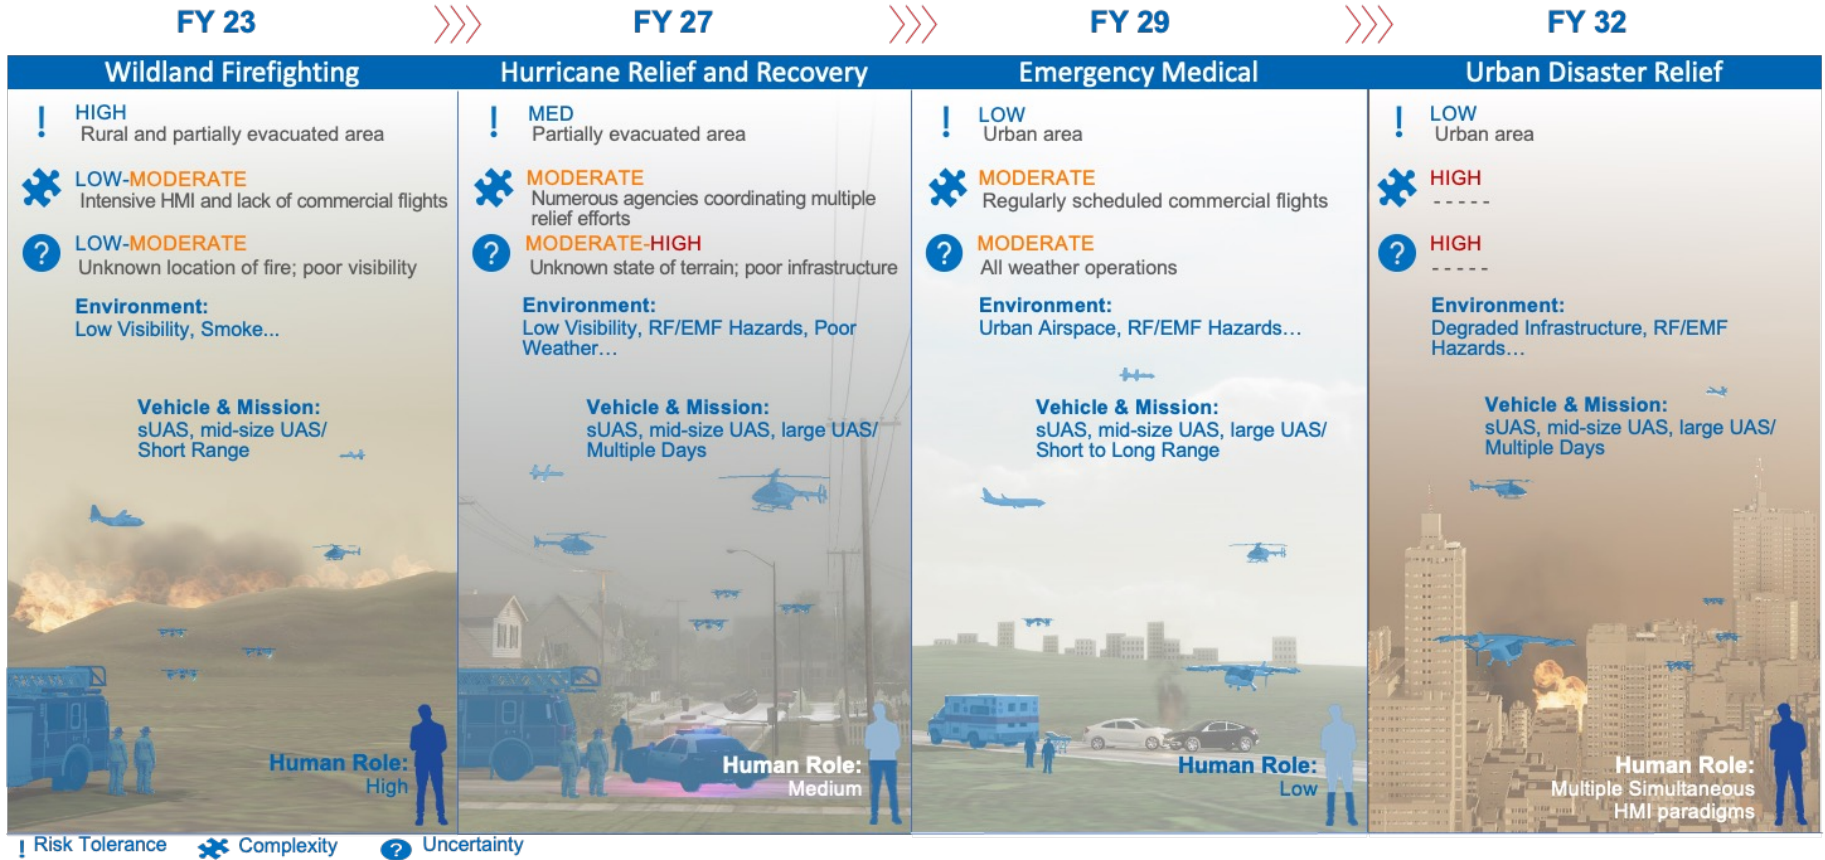 FY 23
FY 27
FY 29
FY 32
Wildland Firefighting
! HIGH
Rural and partially evacuated area
LOW-MODERATE
Intensive HMI and lack of commercial flights
? LOW-MODERATE
Unknown location of fire; poor visibility
Environment:
Low Visibility, Smoke...
Vehicle & Mission:
sUAS, mid-size UAS/
Short Range
Human Role:
High
Hurricane Relief and Recovery
! MED
Partially evacuated area
MODERATE
Numerous agencies coordinating multiple
relief efforts
? MODERATE-HIGH
Unknown state of terrain; poor infrastructure
Environment:
Low Visibility, RF/EMF Hazards, Poor
Weather...
Vehicle & Mission:
sUAS, mid-size UAS, large UAS/
Multiple Days
Human Role:
Medium
Emergency Medical
! LOW
Urban area
MODERATE
Regularly scheduled commercial flights
? MODERATE
All weather operations
Environment:
Urban Airspace, RF/EMF Hazards...
Vehicle & Mission:
sUAS, mid-size UAS, large UAS/
Short to Long Range
Human Role:
Low
Urban Disaster Relief
! LOW
Urban area
HIGH
- - - - -
? HIGH
- - - - -
Environment:
Degraded Infrastructure, RF/EMF
Hazards...
Vehicle & Mission:
sUAS, mid-size UAS, large UAS/
Multiple Days
Human Role:
Multiple Simultaneous
HMI paradigms
! Risk Tolerance
Complexity
? Uncertainty